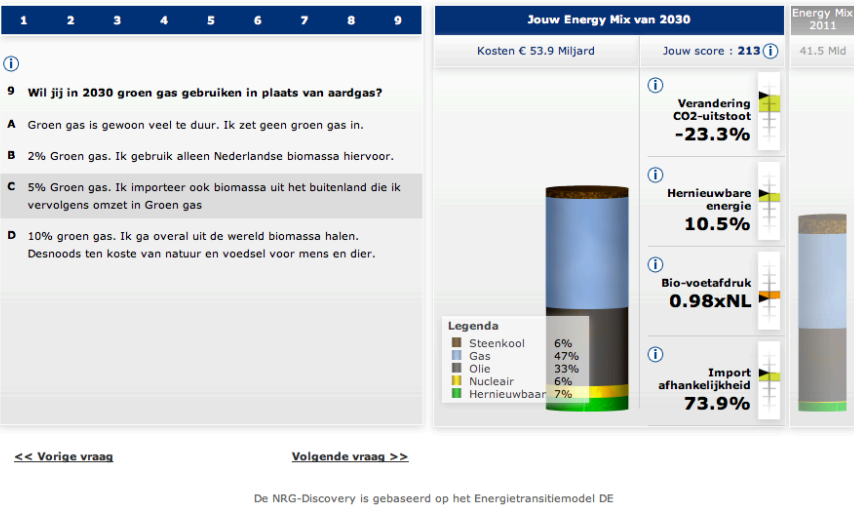 1 2 3 4 5 6 7 8 9
9 Wil jij in 2030 groen gas gebruiken in plaats van aardgas?
A Groen gas is gewoon veel te duur. Ik zet geen groen gas in.
B 2% Groen gas. Ik gebruik alleen Nederlandse biomassa hiervoor.
C 5% Groen gas. Ik importeer ook biomassa uit het buitenland die ik
vervolgens omzet in Groen gas
D 10% groen gas. Ik ga overal uit de wereld biomassa halen.
Desnoods ten koste van natuur en voedsel voor mens en dier.
<< Vorige vraag
Volgende vraag >>
Jouw Energy Mix van 2030
Kosten € 53.9 Miljard
Jouw score : 213
Verandering
CO2-uitstoot
-23.3%
Hernieuwbare
energie
10.5%
Bio-voetafdruk
0.98xNL
Import
afhankelijkheid
73.9%
Legenda
Steenkool 6%
Gas 47%
Olie 33%
Nucleair 6%
Hernieuwbaar 7%
Energy Mix
2011
41.5 Mld
De NRG-Discovery is gebaseerd op het Energietransitiemodel DE